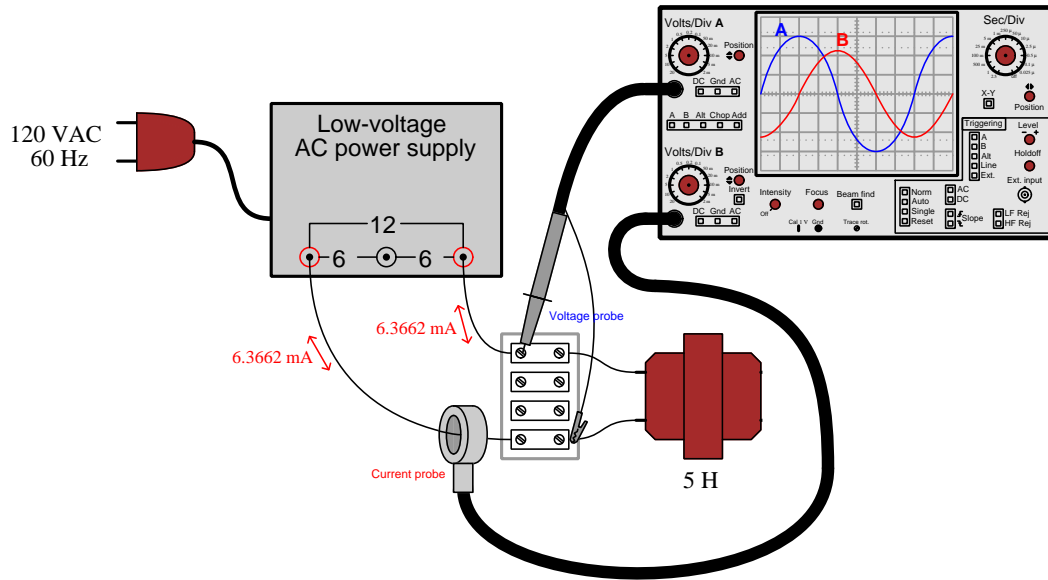 120 VAC
60 Hz
Low-voltage
AC power supply
12
6
6
6.3662 mA
6.3662 mA
Voltage probe
Current probe
5 H
Volts/Div A
Position
DC Gnd AC
A B Alt Chop Add
Volts/Div B
Position
Invert
DC Gnd AC
Intensity
Off
Focus
Beam find
Cal 1 V Gnd
Trace rot.
A
B
Sec/Div
X-Y
Position
Triggering
A
B
Alt
Line
Ext.
Level
- +
Holdoff
Ext. input
Norm
Auto
Single
Reset
AC
DC
Slope
LF Rej
HF Rej